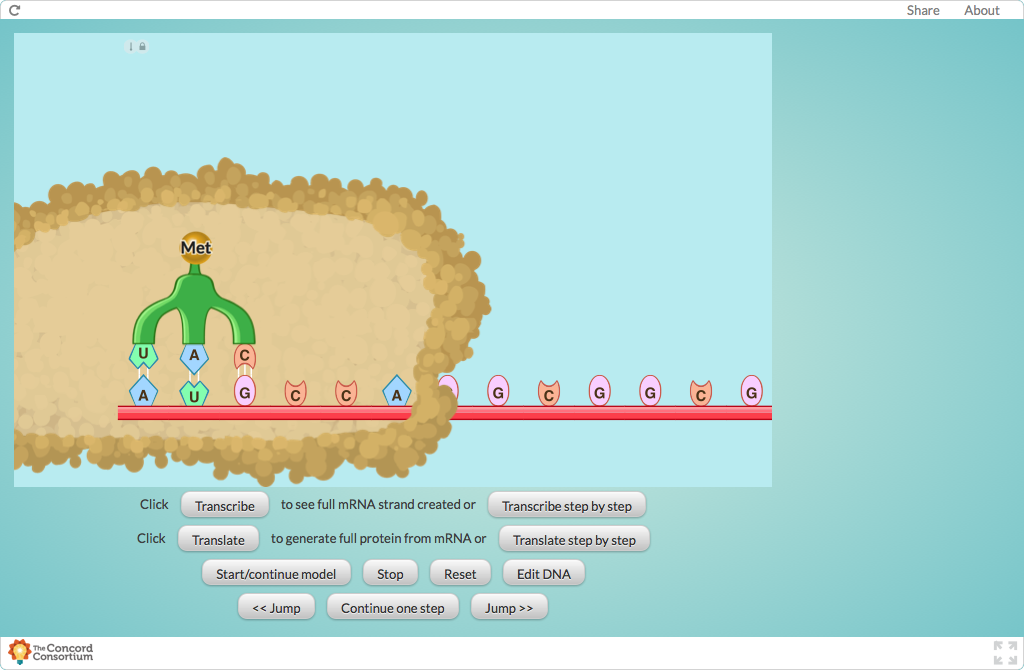 Share About
Met
U A C
A U G C C A G C G G C G
Click Transcribe to see full mRNA strand created or Transcribe step by step
Click Translate to generate full protein from mRNA or Translate step by step
Start/continue model Stop Reset Edit DNA
<< Jump Continue one step Jump >>
The Concord
Consortium